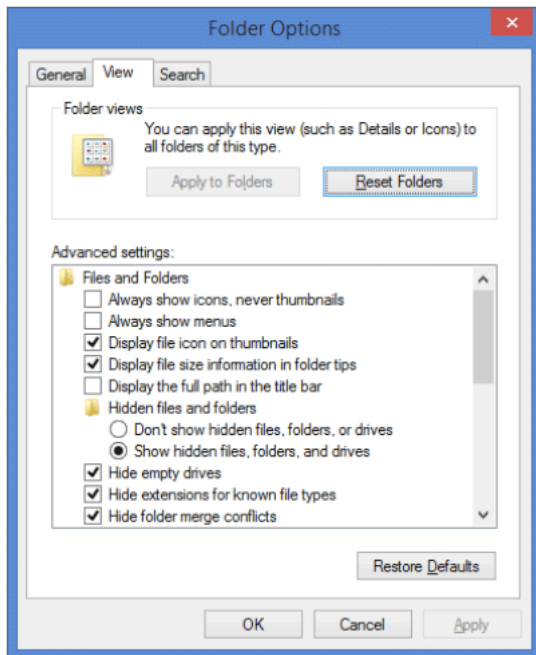 Folder Options
General View Search
Folder views
You can apply this view (such as Details or Icons) to
all folders of this type.
Apply to Folders Reset Folders
Advanced settings:
Files and Folders
Always show icons, never thumbnails
Always show menus
Display file icon on thumbnails
Display file size information in folder tips
Display the full path in the title bar
Hidden files and folders
Don't show hidden files, folders, or drives
Show hidden files, folders, and drives
Hide empty drives
Hide extensions for known file types
Hide folder merge conflicts
Restore Defaults
OK Cancel Apply